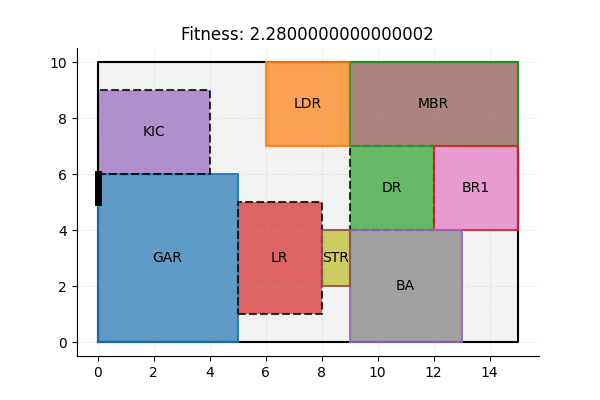 Fitness: 2.2800000000000002
10
8
6
4
2
0
KIC
LDR
MBR
DR
BR1
GAR
LR
STR
BA
0 2 4 6 8 10 12 14